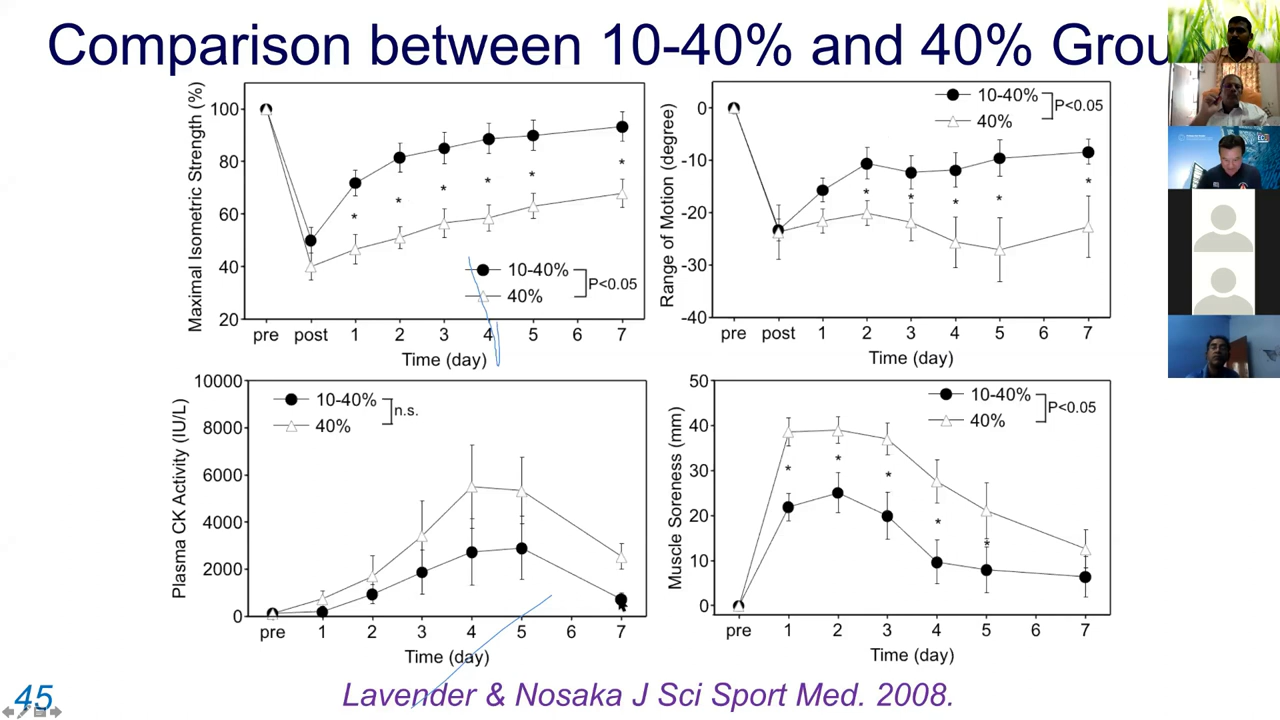 Comparison between 10-40% and 40% Grou
Maximal Isometric Strength (%)
100
80
60
40
20
*
*
*
*
*
*
10-40%
40%
P<0.05
pre post 1 2 3 4 5 6 7
Time (day)
Range of Motion (degree)
0
-10
-20
-30
-40
10-40%
40%
P<0.05
*
*
*
*
*
pre post 1 2 3 4 5 6 7
Time (day)
Plasma CK Activity (IU/L)
10000
8000
6000
4000
2000
0
10-40%
40%
n.s.
pre 1 2 3 4 5 6 7
Time (day)
Muscle Soreness (mm)
50
40
30
20
10
0
10-40%
40%
P<0.05
*
*
*
*
*
pre 1 2 3 4 5 6 7
Time (day)
45
Lavender & Nosaka J Sci Sport Med. 2008.